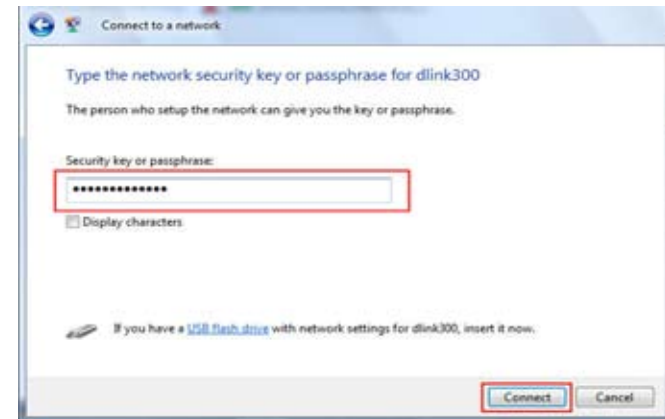 Connect to a network
Type the network security key or passphrase for dlink300
The person who setup the network can give you the key or passphrase.
Security key or passphrase:
•••••••••••••
Display characters
If you have a USB flash drive with network settings for dlink300, insert it now.
Connect Cancel